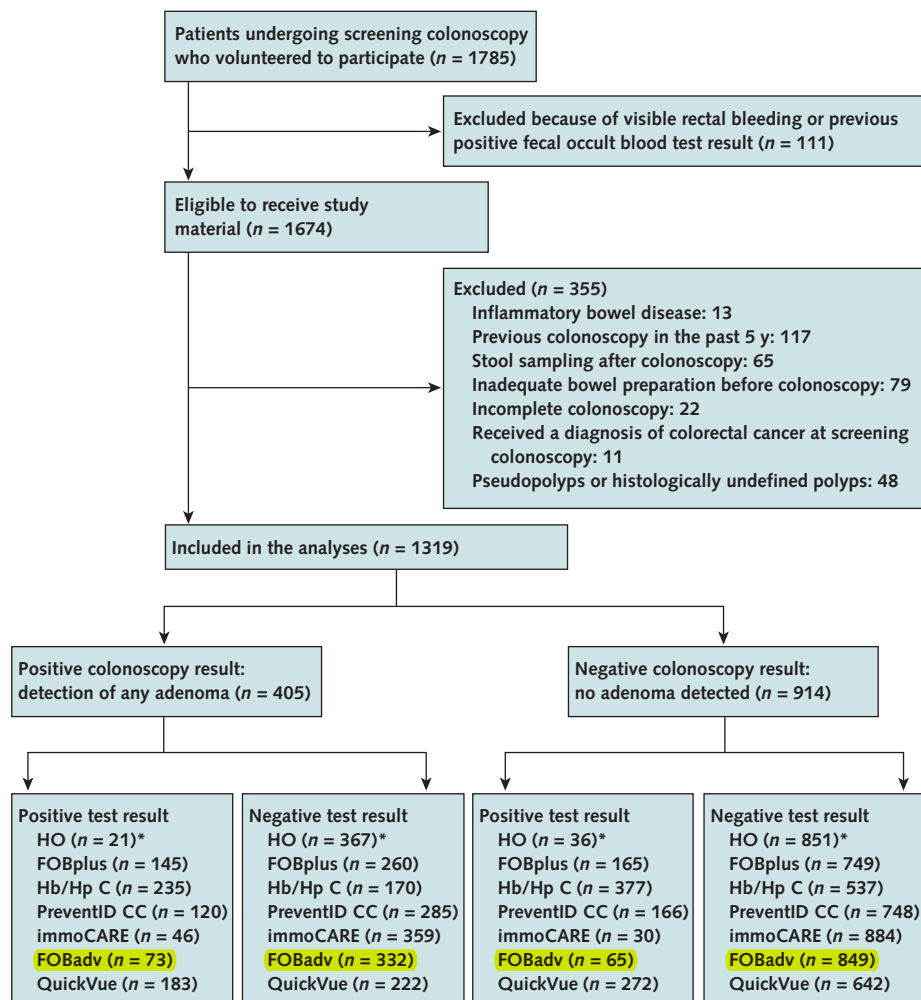 Patients undergoing screening colonoscopy
who volunteered to participate (n = 1785)
Excluded because of visible rectal bleeding or previous
positive fecal occult blood test result (n = 111)
Eligible to receive study
material (n = 1674)
Excluded (n = 355)
Inflammatory bowel disease: 13
Previous colonoscopy in the past 5 y: 117
Stool sampling after colonoscopy: 65
Inadequate bowel preparation before colonoscopy: 79
Incomplete colonoscopy: 22
Received a diagnosis of colorectal cancer at screening
colonoscopy: 11
Pseudopolyps or histologically undefined polyps: 48
Included in the analyses (n = 1319)
Positive colonoscopy result:
detection of any adenoma (n = 405)
Negative colonoscopy result:
no adenoma detected (n = 914)
Positive test result
HO (n = 21)*
FOBplus (n = 145)
Hb/Hp C (n = 235)
PreventID CC (n = 120)
immoCARE (n = 46)
FOBadv (n = 73)
QuickVue (n = 183)
Negative test result
HO (n = 367)*
FOBplus (n = 260)
Hb/Hp C (n = 170)
PreventID CC (n = 285)
immoCARE (n = 359)
FOBadv (n = 332)
QuickVue (n = 222)
Positive test result
HO (n = 36)*
FOBplus (n = 165)
Hb/Hp C (n = 377)
PreventID CC (n = 166)
immoCARE (n = 30)
FOBadv (n = 65)
QuickVue (n = 272)
Negative test result
HO (n = 851)*
FOBplus (n = 749)
Hb/Hp C (n = 537)
PreventID CC (n = 748)
immoCARE (n = 884)
FOBadv (n = 849)
QuickVue (n = 642)